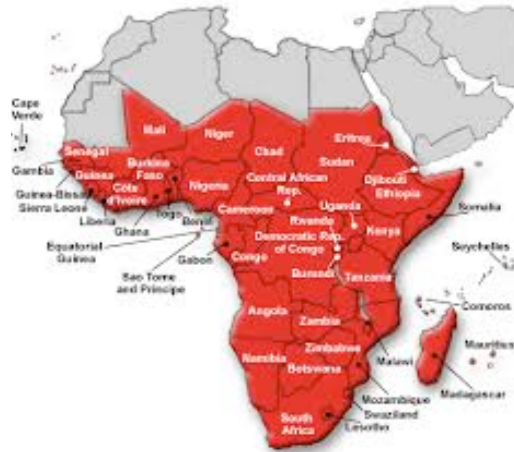 Cape
Verde
Mali
Niger
Chad
Sudan
Eritrea
Senegal
Gambia
Guinea
Burkina
Faso
Djibouti
Ethiopia
Guinea-Bissau
Sierra Leone
Côte
d'Ivoire
Nigeria
Central African
Rep.
Liberia
Ghana
Togo
Benin
Cameroon
Uganda
Somalia
Equatorial
Guinea
Rwanda
Kenya
Democratic Rep.
of Congo
Gabon
Congo
Seychelles
Sao Tome
and Principe
Burundi
Tanzania
Comoros
Angola
Zambia
Malawi
Mauritius
Zimbabwe
Namibia
Botswana
Mozambique
Madagascar
Swaziland
South
Africa
Lesotho